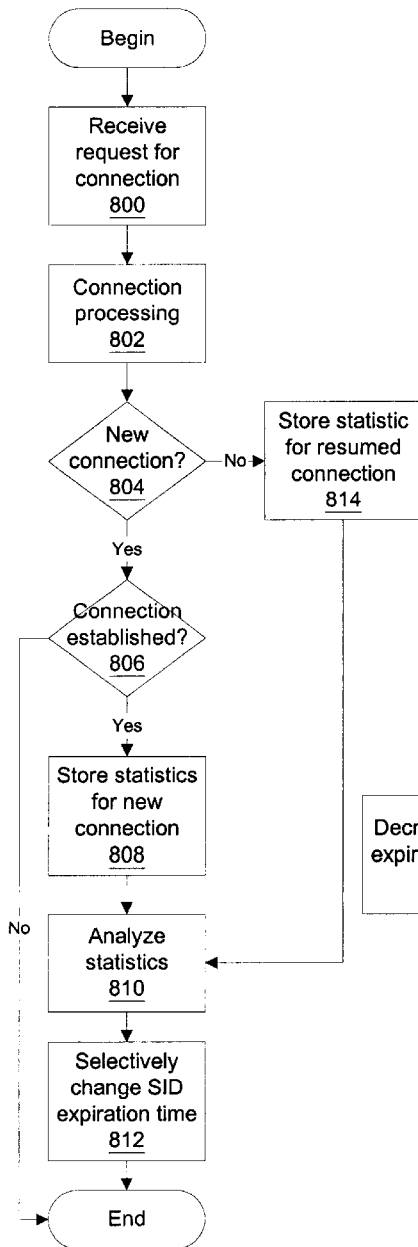 Begin
Receive
request for
connection
800
Connection
processing
802
New
connection?
804
No
Store statistic
for resumed
connection
814
Yes
Connection
established?
806
Yes
Store statistics
for new
connection
808
Decr
expir
No
Analyze
statistics
810
Selectively
change SID
expiration time
812
End